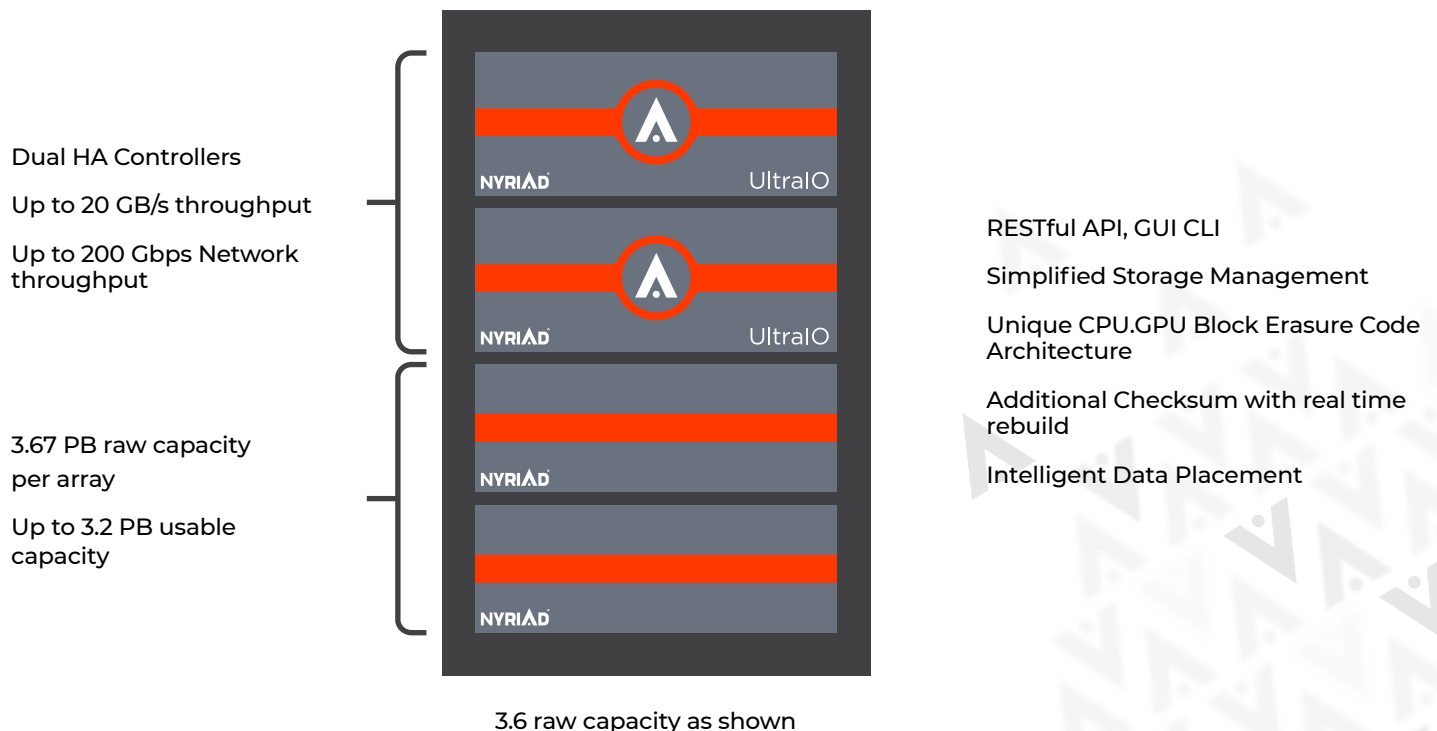 Dual HA Controllers
Up to 20 GB/s throughput
Up to 200 Gbps Network
throughput
3.67 PB raw capacity
per array
Up to 3.2 PB usable
capacity
NYRIAD
UltraIO
NYRIAD
UltraIO
NYRIAD
NYRIAD
3.6 raw capacity as shown
RESTful API, GUI CLI
Simplified Storage Management
Unique CPU.GPU Block Erasure Code
Architecture
Additional Checksum with real time
rebuild
Intelligent Data Placement